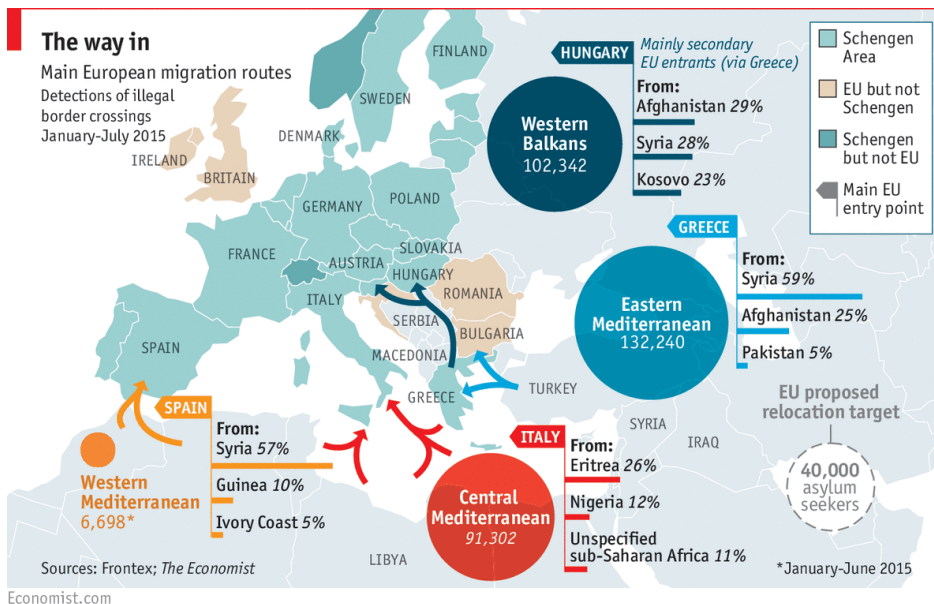 The way in
Main European migration routes
Detections of illegal
border crossings
January-July 2015
FINLAND
SWEDEN
DENMARK
IRELAND
BRITAIN
POLAND
GERMANY
FRANCE
SLOVAKIA
AUSTRIA
HUNGARY
ITALY
ROMANIA
SERBIA
BULGARIA
SPAIN
MACEDONIA
GREECE
TURKEY
SYRIA
IRAQ
LIBYA
HUNGARY
Mainly secondary
EU entrants (via Greece)
Western
Balkans
102,342
From:
Afghanistan 29%
Syria 28%
Kosovo 23%
Schengen
Area
EU but not
Schengen
Schengen
but not EU
Main EU
entry point
GREECE
Eastern
Mediterranean
132,240
From:
Syria 59%
Afghanistan 25%
Pakistan 5%
EU proposed
relocation target
40,000
asylum
seekers
SPAIN
Western
Mediterranean
6,698*
From:
Syria 57%
Guinea 10%
Ivory Coast 5%
ITALY
Central
Mediterranean
91,302
From:
Eritrea 26%
Nigeria 12%
Unspecified
sub-Saharan Africa 11%
Sources: Frontex; The Economist
*January-June 2015
Economist.com